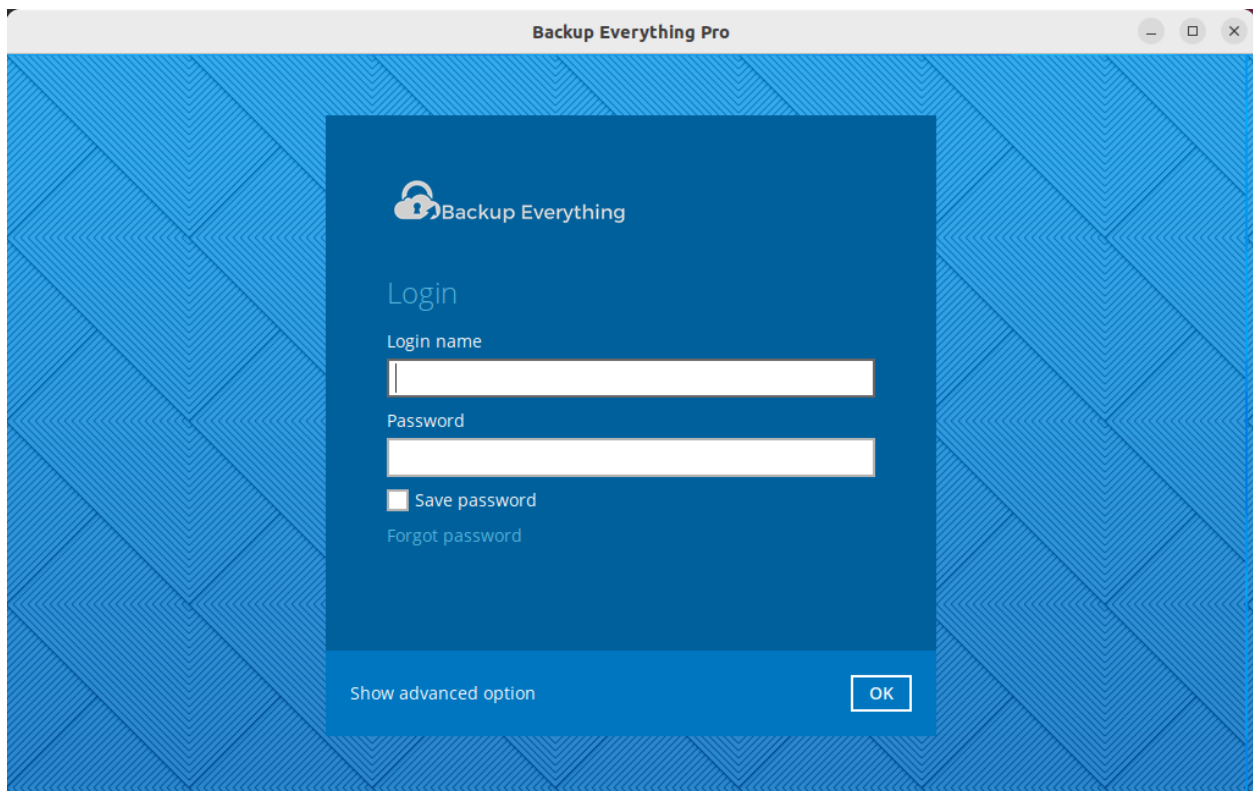 Backup Everything Pro
Backup Everything
Login
Login name
Password
Save password
Forgot password
Show advanced option
OK